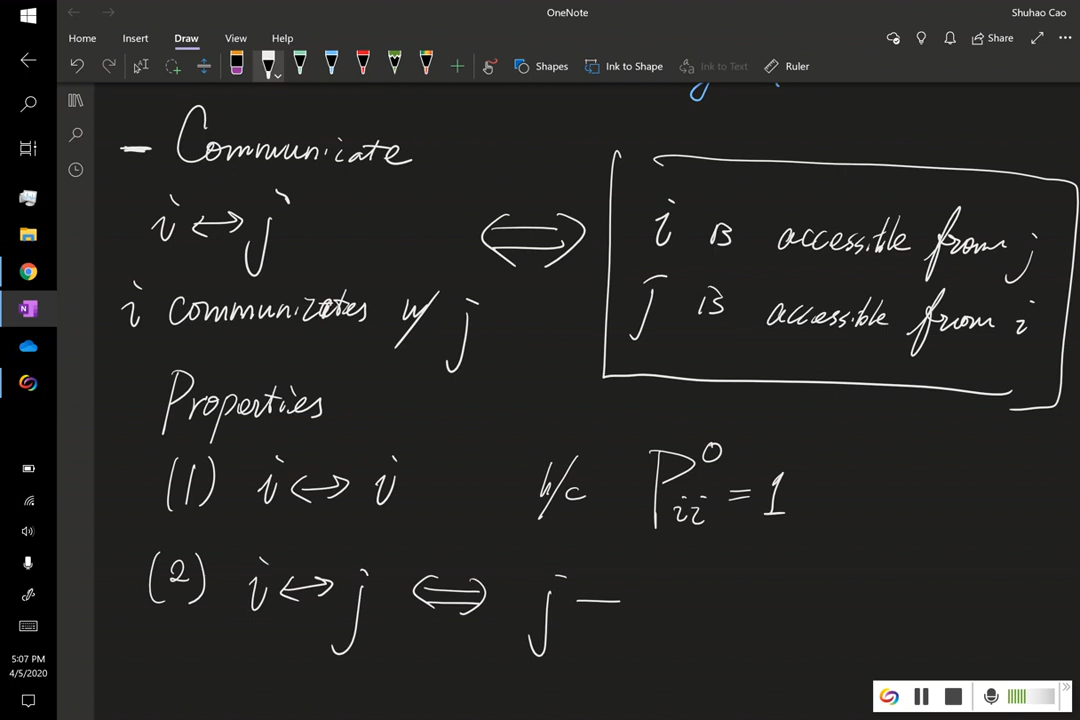 OneNote
Shuhao Cao
Home Insert Draw View Help
Share
Shapes Ink to Shape Ink to Text Ruler
- Communicate
i ↔ j ⟺ i is accessible from j
i communicates w/ j j is accessible from i
Properties
(1) i ↔ i b/c P⁰ᵢᵢ = 1
(2) i ↔ j ⟺ j —
5:07 PM
4/5/2020